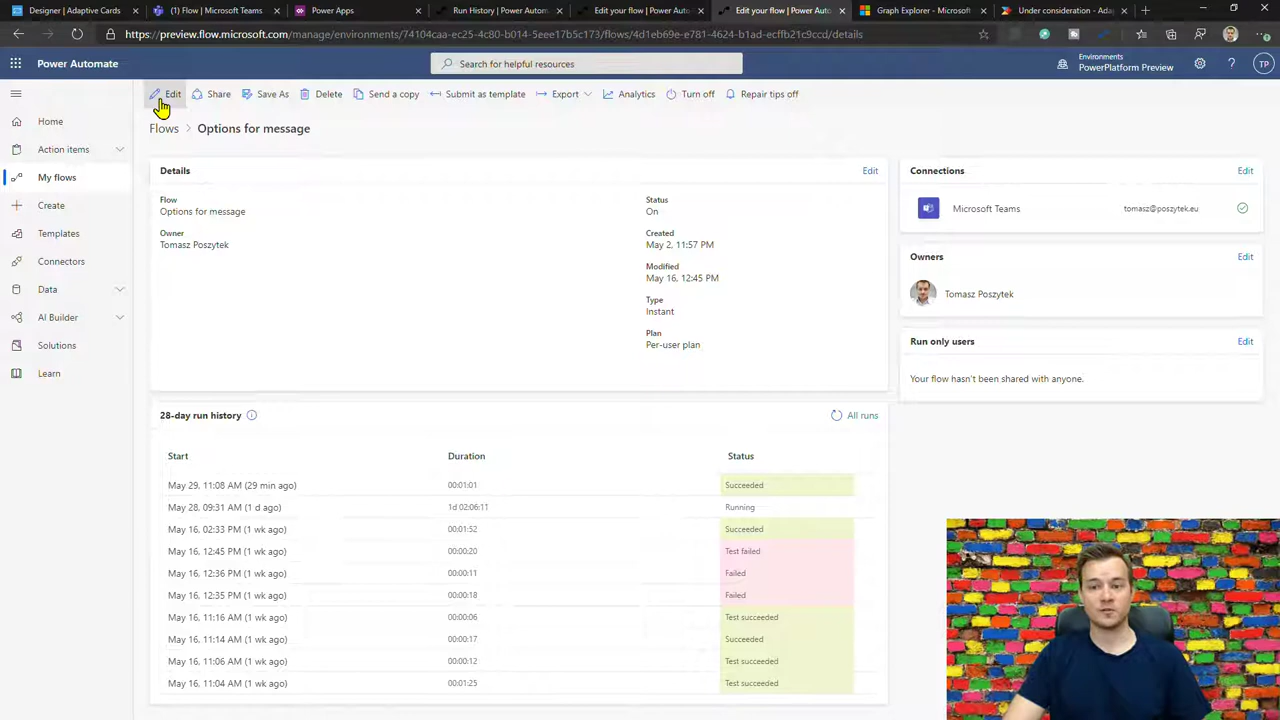 Designer | Adaptive Cards
(1) Flow | Microsoft Teams
Power Apps
Run History | Power Autom
Edit your flow | Power Automa
Edit your flow | Power Automa
Graph Explorer - Microsoft
Under consideration - Adap
https://preview.flow.microsoft.com/manage/environments/74104caa-ec25-4c80-b014-5eee17b5c173/flows/4d1eb69e-e781-4624-b1ad-ecffb21c9ccd/details
Power Automate
Search for helpful resources
Environments
PowerPlatform Preview
TP
Edit
Share
Save As
Delete
Send a copy
Submit as template
Export
Analytics
Turn off
Repair tips off
Home
Action items
My flows
Create
Templates
Connectors
Data
AI Builder
Solutions
Learn
Flows > Options for message
Details
Edit
Flow
Options for message
Owner
Tomasz Poszytek
Status
On
Created
May 2, 11:57 PM
Modified
May 16, 12:45 PM
Type
Instant
Plan
Per-user plan
Connections
Edit
Microsoft Teams
tomasz@poszytek.eu
Owners
Edit
Tomasz Poszytek
Run only users
Edit
Your flow hasn't been shared with anyone.
28-day run history
All runs
Start Duration Status
May 29, 11:08 AM (29 min ago) 00:01:01 Succeeded
May 28, 09:31 AM (1 d ago) 1d 02:06:11 Running
May 16, 02:33 PM (1 wk ago) 00:01:52 Succeeded
May 16, 12:45 PM (1 wk ago) 00:00:20 Test failed
May 16, 12:36 PM (1 wk ago) 00:00:11 Failed
May 16, 12:35 PM (1 wk ago) 00:00:18 Failed
May 16, 11:16 AM (1 wk ago) 00:00:06 Test succeeded
May 16, 11:14 AM (1 wk ago) 00:00:17 Succeeded
May 16, 11:06 AM (1 wk ago) 00:00:12 Test succeeded
May 16, 11:04 AM (1 wk ago) 00:01:25 Test succeeded